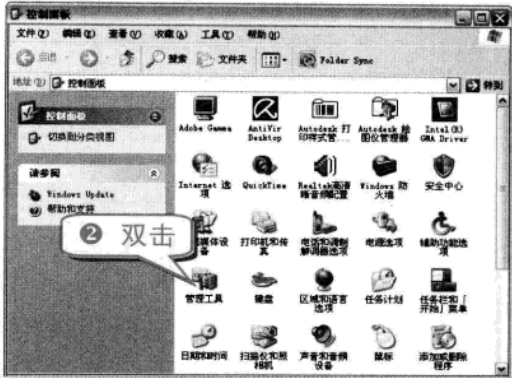 控制面板
文件(F) 编辑(E) 查看(V) 收藏(A) 工具(T) 帮助(H)
后退 搜索 文件夹 Folder Sync
地址(D) 控制面板 转到
控制面板
切换到分类视图
请参阅
Windows Update
帮助和支持
Adobe Gamma
AntiVir Desktop
Autodesk 打印样式管...
Autodesk 绘图仪管理器
Intel(R) GMA Driver
Internet 选项
QuickTime
Realtek高清晰音频配置
Windows 防火墙
安全中心
媒体设备
打印机和传真
电话和调制解调器选项
电源选项
辅助功能选项
❷ 双击
管理工具
键盘
区域和语言选项
任务计划
任务栏和「开始」菜单
日期和时间
扫描仪和照相机
声音和音频设备
鼠标
添加或删除程序